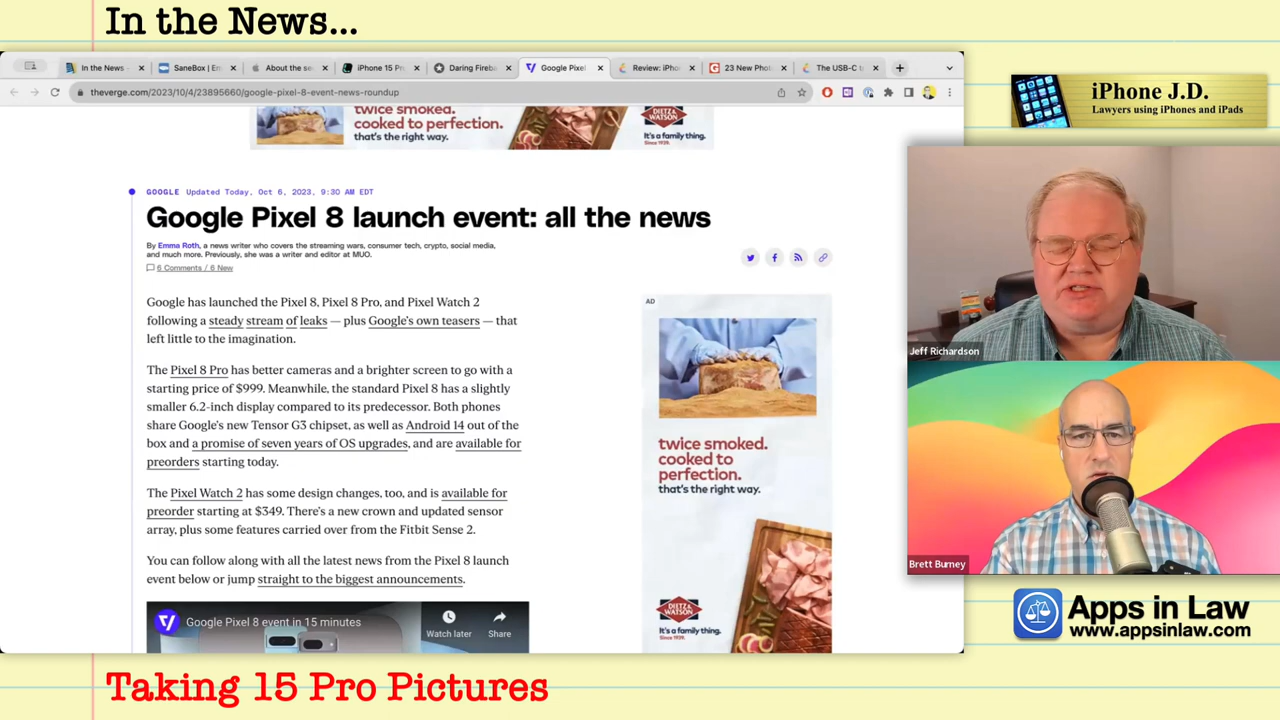 In the News...
In the News -
SaneBox | Em
About the se
iPhone 15 Pr
Daring Fireba
Google Pixel
Review: iPho
23 New Phot
The USB-C t
theverge.com/2023/10/4/23895660/google-pixel-8-event-news-roundup
twice smoked.
cooked to perfection.
that's the right way.
DIETZ & WATSON
It's a family thing.
Since 1939.
iPhone J.D.
Lawyers using iPhones and iPads
GOOGLE Updated Today, Oct 6, 2023, 9:30 AM EDT
Google Pixel 8 launch event: all the news
By Emma Roth, a news writer who covers the streaming wars, consumer tech, crypto, social media,
and much more. Previously, she was a writer and editor at MUO.
6 Comments / 6 New
Google has launched the Pixel 8, Pixel 8 Pro, and Pixel Watch 2
following a steady stream of leaks — plus Google's own teasers — that
left little to the imagination.
The Pixel 8 Pro has better cameras and a brighter screen to go with a
starting price of $999. Meanwhile, the standard Pixel 8 has a slightly
smaller 6.2-inch display compared to its predecessor. Both phones
share Google's new Tensor G3 chipset, as well as Android 14 out of the
box and a promise of seven years of OS upgrades, and are available for
preorders starting today.
The Pixel Watch 2 has some design changes, too, and is available for
preorder starting at $349. There's a new crown and updated sensor
array, plus some features carried over from the Fitbit Sense 2.
You can follow along with all the latest news from the Pixel 8 launch
event below or jump straight to the biggest announcements.
Google Pixel 8 event in 15 minutes
Watch later
Share
AD
twice smoked.
cooked to
perfection.
that's the right way.
DIETZ & WATSON
It's a family thing.
Since 1939.
Jeff Richardson
Brett Burney
Apps in Law
www.appsinlaw.com
Taking 15 Pro Pictures